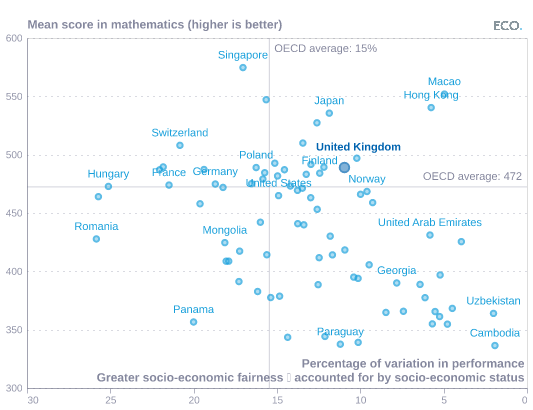 Mean score in mathematics (higher is better)
ECO.
600
OECD average: 15%
Singapore
Macao
550
Hong Kong
Japan
Switzerland
United Kingdom
500
Poland
Finland
France
Germany
OECD average: 472
Hungary
United States
Norway
450
Romania
Mongolia
United Arab Emirates
400
Georgia
Panama
Uzbekistan
350
Paraguay
Cambodia
Percentage of variation in performance
Greater socio-economic fairness accounted for by socio-economic status
300
30
25
20
15
10
5
0